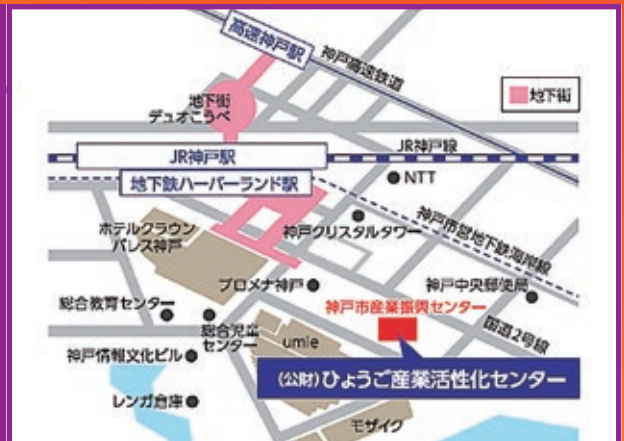 高速神戸駅
神戸高速鉄道
地下街
地下街
デュオこうべ
JR神戸線
JR神戸駅
NTT
地下鉄ハーバーランド駅
ホテルクラウン
パレス神戸
神戸クリスタルタワー
神戸市営地下鉄海岸線
プロメナ神戸
神戸中央郵便局
総合教育センター
神戸市産業振興センター
総合児童
センター
umie
国道2号線
神戸情報文化ビル
(公財)ひょうご産業活性化センター
レンガ倉庫
モザイク